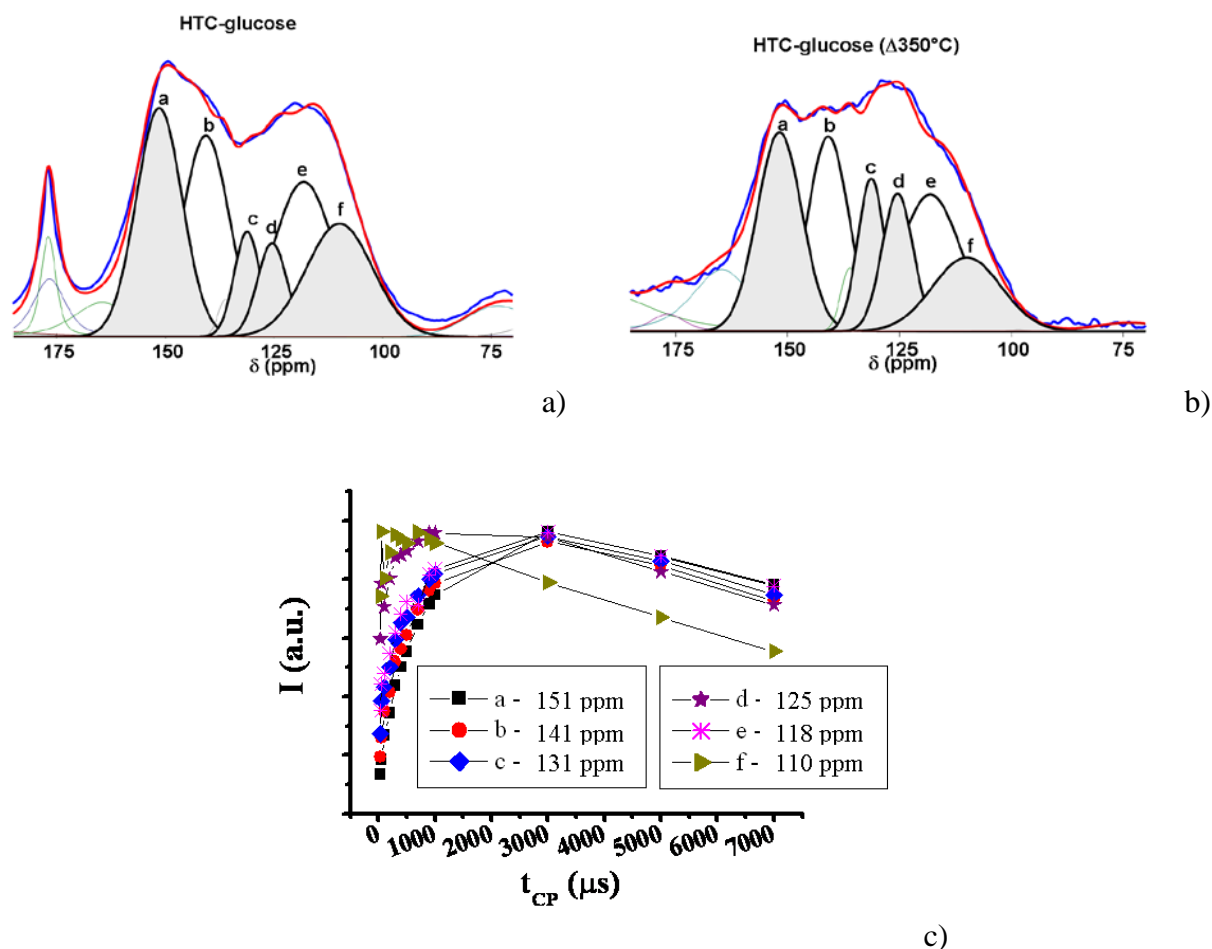 HTC-glucose
a
b
c
d
e
f
175 150 125 100 75
δ (ppm)
a)
HTC-glucose (Δ350°C)
a
b
c
d
e
f
175 150 125 100 75
δ (ppm)
b)
I (a.u.)
a - 151 ppm
b - 141 ppm
c - 131 ppm
d - 125 ppm
e - 118 ppm
f - 110 ppm
0 1000 2000 3000 4000 5000 6000 7000
t_CP (μs)
c)